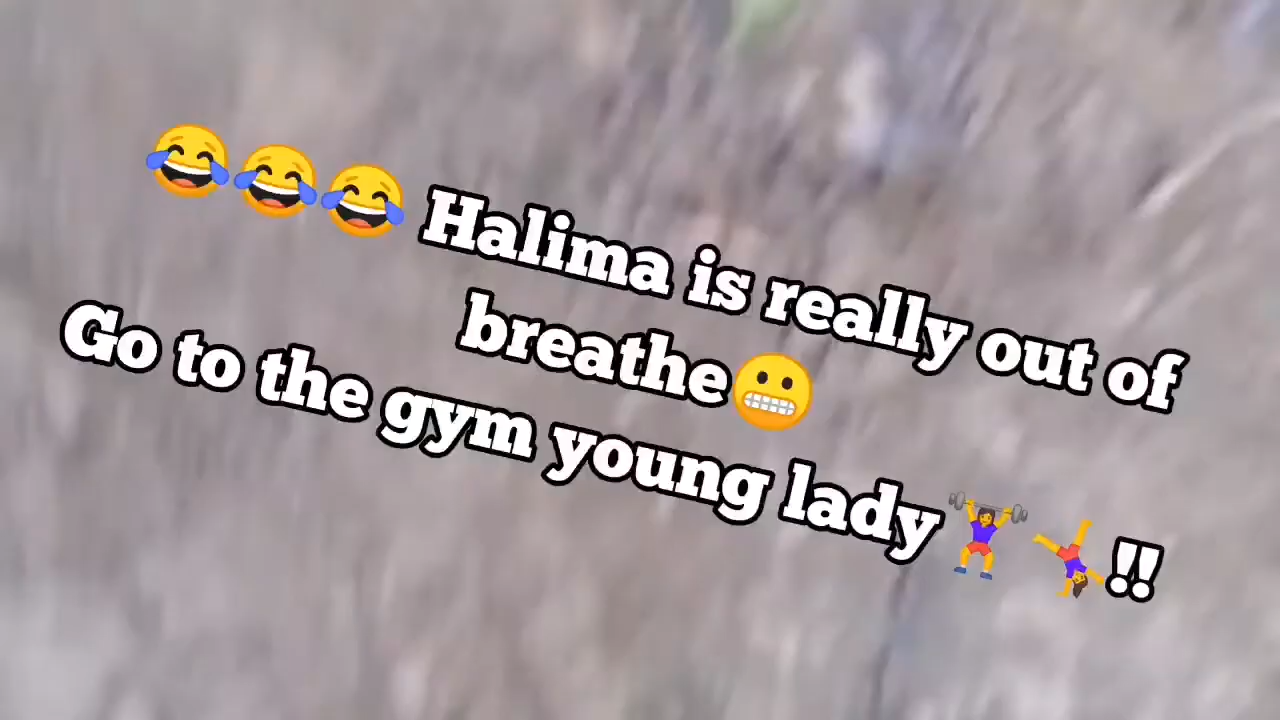 😂😂😂 Halima is really out of
breathe😬
Go to the gym young lady🏋️‍♀️🤸‍♀️!!